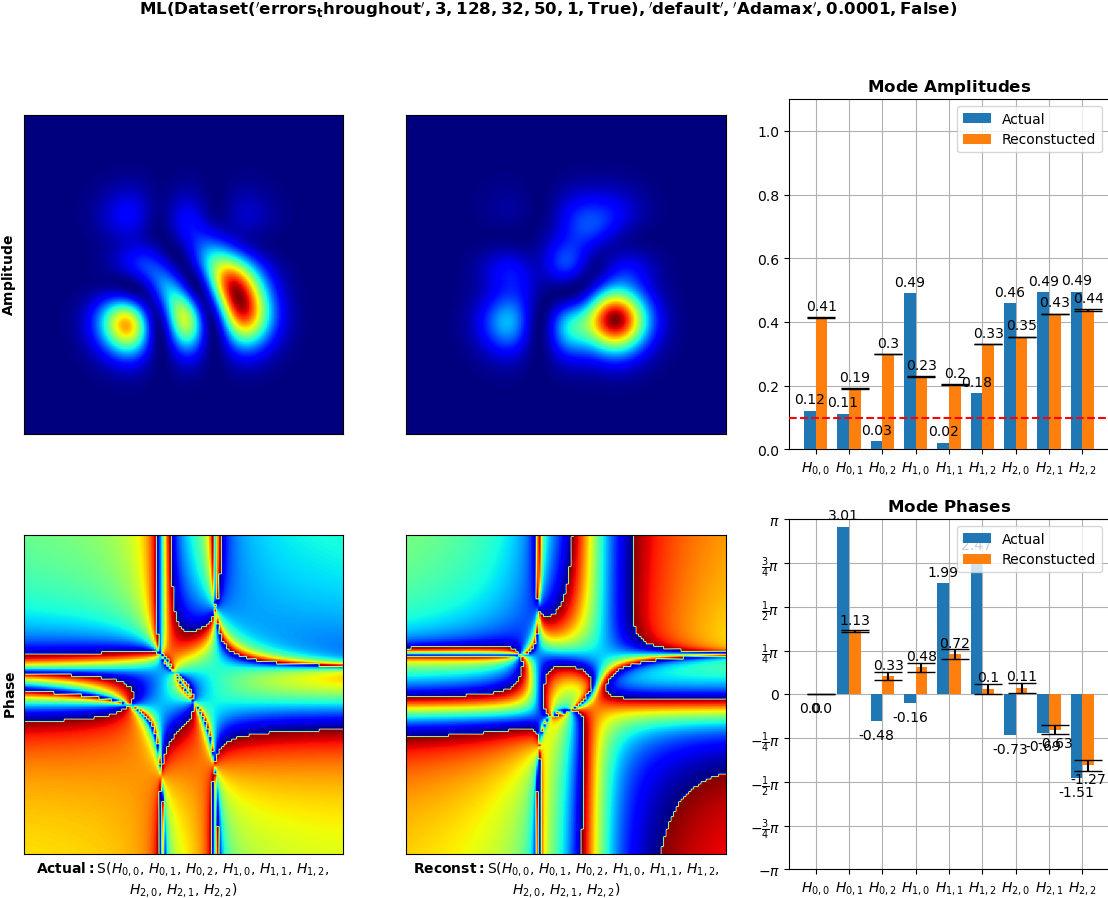 ML(Dataset('errors_throughout', 3, 128, 32, 50, 1, True), 'default', 'Adamax', 0.0001, False)
Amplitude
Mode Amplitudes
Actual
Reconstucted
1.0
0.8
0.6
0.4
0.2
0.0
0.12 0.41 0.11 0.19 0.03 0.3 0.49 0.23 0.02 0.2 0.18 0.33 0.46 0.35 0.49 0.43 0.49 0.44
H0,0 H0,1 H0,2 H1,0 H1,1 H1,2 H2,0 H2,1 H2,2
Phase
Actual: S(H0,0, H0,1, H0,2, H1,0, H1,1, H1,2,
H2,0, H2,1, H2,2)
Reconst: S(H0,0, H0,1, H0,2, H1,0, H1,1, H1,2,
H2,0, H2,1, H2,2)
Mode Phases
Actual
Reconstucted
π
3/4π
1/2π
1/4π
0
−1/4π
−1/2π
−3/4π
−π
0.0 0.0 3.01 1.13 -0.48 0.33 -0.16 0.48 1.99 0.72 2.47 0.1 -0.73 0.11 -0.69 -0.63 -1.51 -1.27
H0,0 H0,1 H0,2 H1,0 H1,1 H1,2 H2,0 H2,1 H2,2